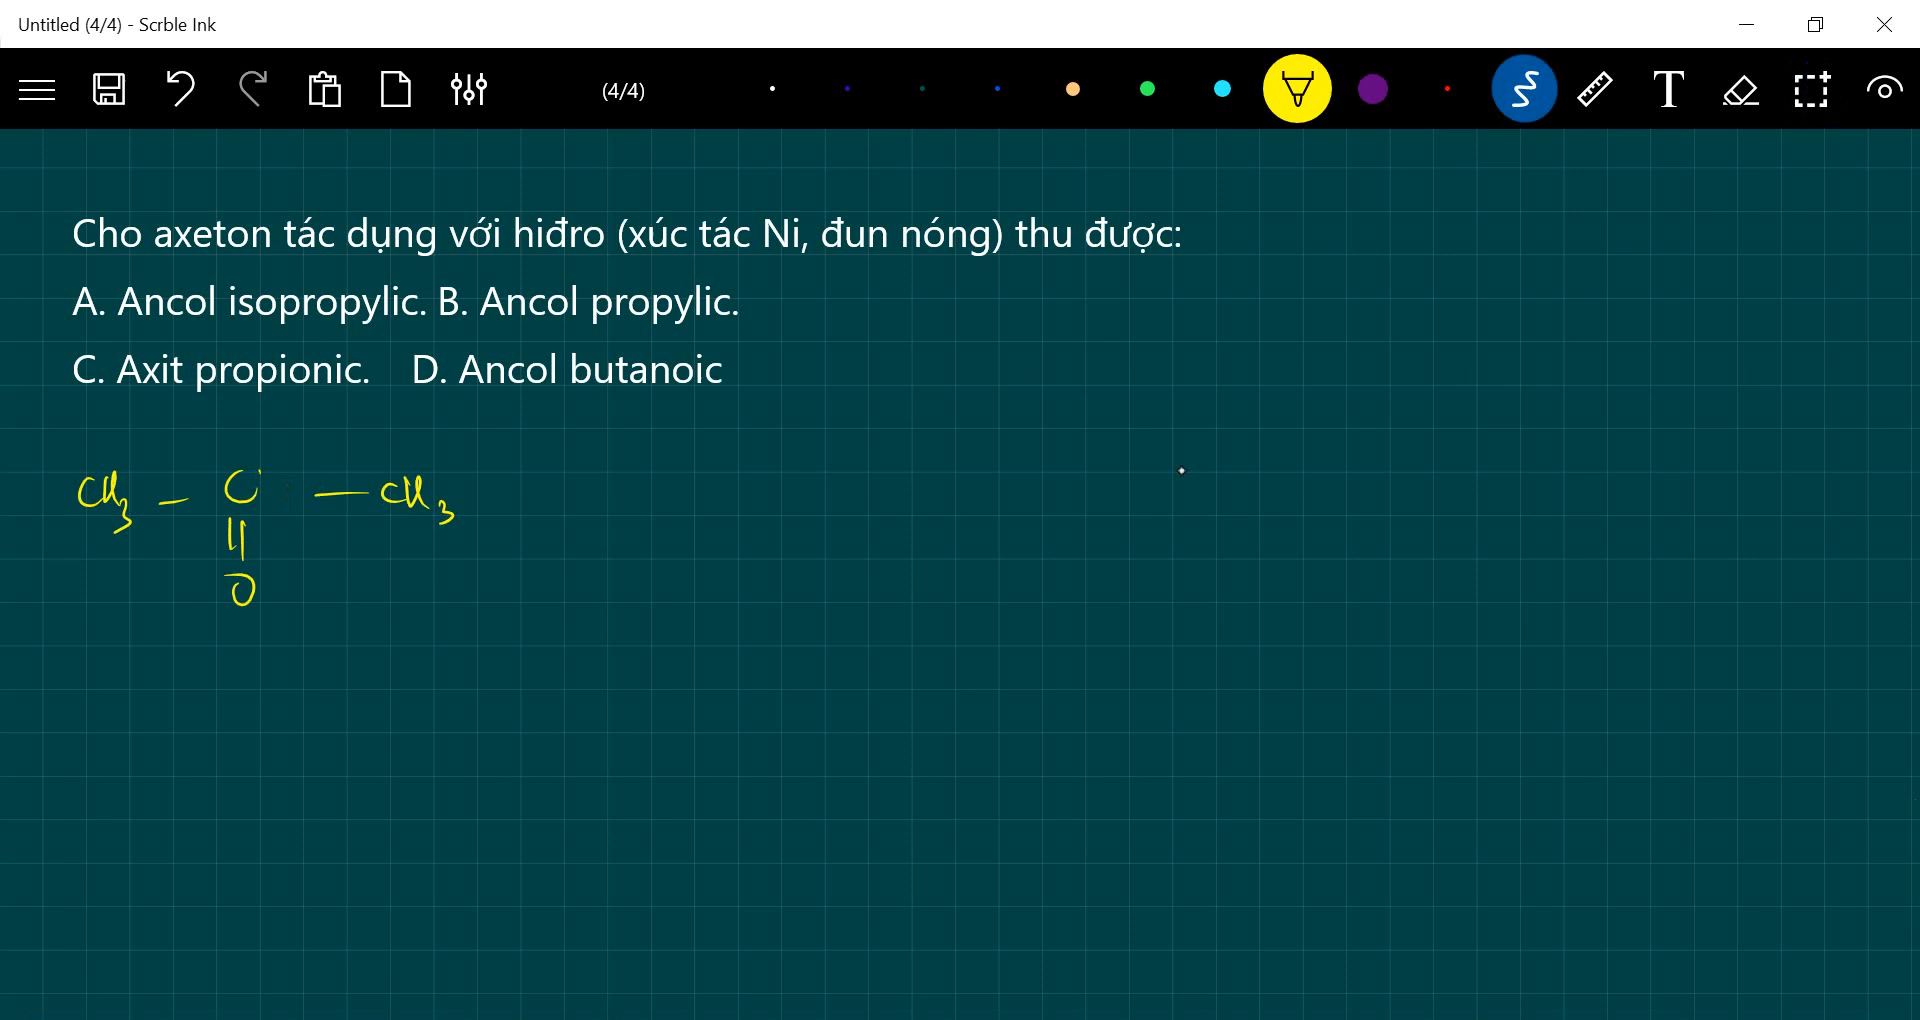 Untitled (4/4) - Scrble Ink
(4/4)
T
Cho axeton tác dụng với hiđro (xúc tác Ni, đun nóng) thu được:
A. Ancol isopropylic. B. Ancol propylic.
C. Axit propionic. D. Ancol butanoic
CH3 - C - CH3
||
O